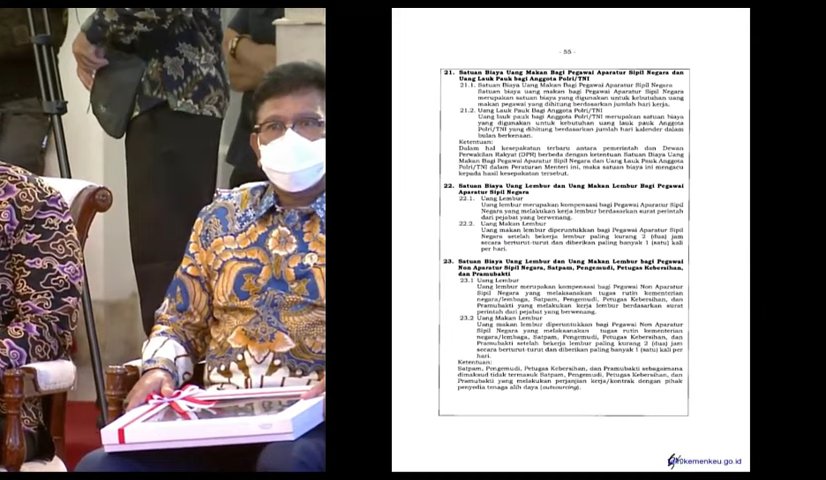 - 55 -
21. Satuan Biaya Uang Makan Bagi Pegawai Aparatur Sipil Negara dan
Uang Lauk Pauk bagi Anggota Polri/TNI
21.1. Satuan Biaya Uang Makan Bagi Pegawai Aparatur Sipil Negara
Satuan biaya uang makan bagi Pegawai Aparatur Sipil Negara
merupakan satuan biaya yang digunakan untuk kebutuhan uang
makan pegawai yang dihitung berdasarkan jumlah hari kerja.
21.2. Uang Lauk Pauk Bagi Anggota Polri/TNI
Uang lauk pauk bagi Anggota Polri/TNI merupakan satuan biaya
yang digunakan untuk kebutuhan uang lauk pauk Anggota
Polri/TNI yang dihitung berdasarkan jumlah hari kalender dalam
bulan berkenaan.
Ketentuan:
Dalam hal kesepakatan terbaru antara pemerintah dan Dewan
Perwakilan Rakyat (DPR) berbeda dengan ketentuan Satuan Biaya Uang
Makan Bagi Pegawai Aparatur Sipil Negara dan Uang Lauk Pauk Anggota
Polri/TNI dalam Peraturan Menteri ini, maka satuan biaya ini mengacu
kepada hasil kesepakatan tersebut.
22. Satuan Biaya Uang Lembur dan Uang Makan Lembur Bagi Pegawai
Aparatur Sipil Negara
22.1. Uang Lembur
Uang lembur merupakan kompensasi bagi Pegawai Aparatur Sipil
Negara yang melakukan kerja lembur berdasarkan surat perintah
dari pejabat yang berwenang.
22.2. Uang Makan Lembur
Uang makan lembur diperuntukkan bagi Pegawai Aparatur Sipil
Negara setelah bekerja lembur paling kurang 2 (dua) jam
secara berturut-turut dan diberikan paling banyak 1 (satu) kali
per hari.
23. Satuan Biaya Uang Lembur dan Uang Makan Lembur bagi Pegawai
Non Aparatur Sipil Negara, Satpam, Pengemudi, Petugas Kebersihan,
dan Pramubakti
23.1 Uang Lembur
Uang lembur merupakan kompensasi bagi Pegawai Non Aparatur
Sipil Negara yang melaksanakan tugas rutin kementerian
negara/lembaga, Satpam, Pengemudi, Petugas Kebersihan, dan
Pramubakti yang melakukan kerja lembur berdasarkan surat
perintah dari pejabat yang berwenang.
23.2 Uang Makan Lembur
Uang makan lembur diperuntukkan bagi Pegawai Non Aparatur
Sipil Negara yang melaksanakan tugas rutin kementerian
negara/lembaga, Satpam, Pengemudi, Petugas Kebersihan, dan
Pramubakti setelah bekerja lembur paling kurang 2 (dua) jam
secara berturut-turut dan diberikan paling banyak 1 (satu) kali per
hari.
Ketentuan:
Satpam, Pengemudi, Petugas Kebersihan, dan Pramubakti sebagaimana
dimaksud tidak termasuk Satpam, Pengemudi, Petugas Kebersihan, dan
Pramubakti yang melakukan perjanjian kerja/kontrak dengan pihak
penyedia tenaga alih daya (outsourcing).
kemenkeu.go.id